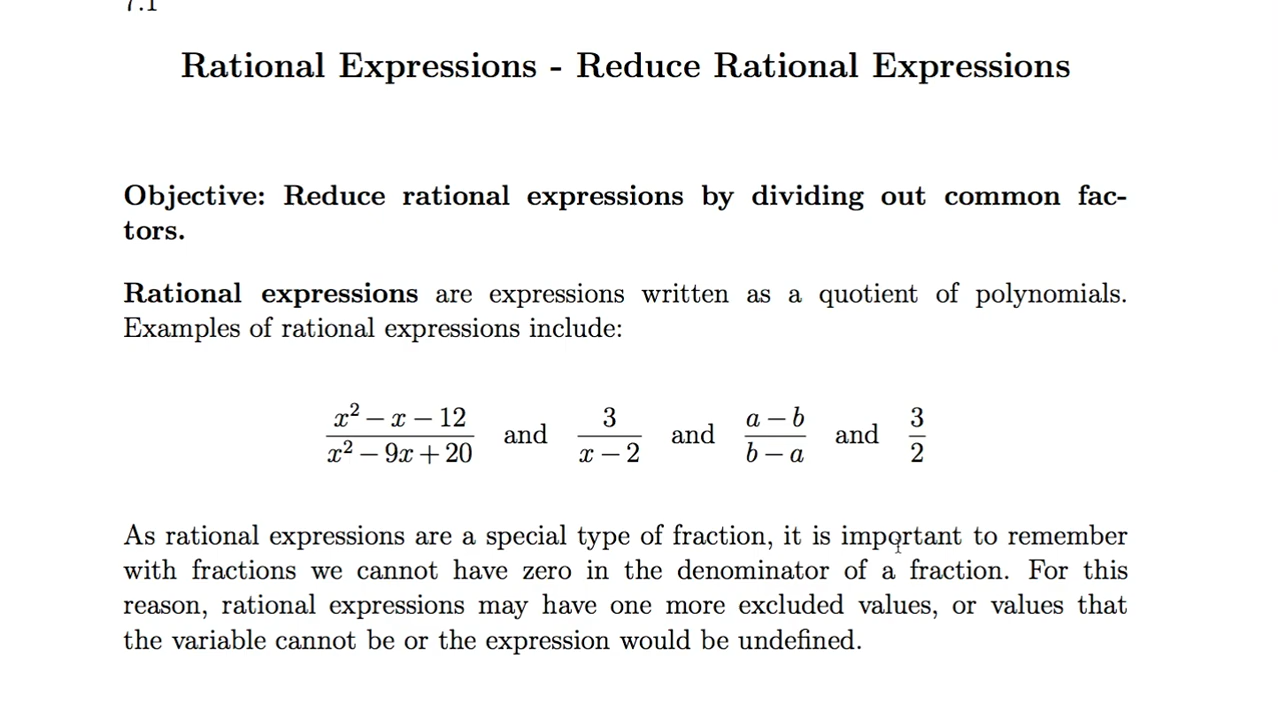 7.1
Rational Expressions - Reduce Rational Expressions
Objective: Reduce rational expressions by dividing out common fac-
tors.
Rational expressions are expressions written as a quotient of polynomials.
Examples of rational expressions include:
x² − x − 12 / x² − 9x + 20 and 3 / x − 2 and a − b / b − a and 3 / 2
As rational expressions are a special type of fraction, it is important to remember
with fractions we cannot have zero in the denominator of a fraction. For this
reason, rational expressions may have one more excluded values, or values that
the variable cannot be or the expression would be undefined.